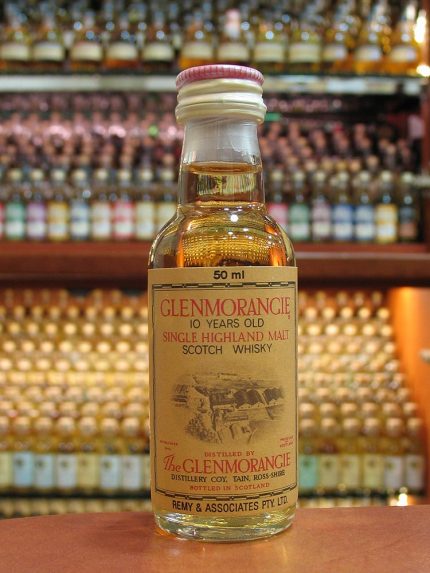 50 ml
GLENMORANGIE
10 YEARS OLD
SINGLE HIGHLAND MALT
SCOTCH WHISKY
DISTILLED BY
The GLENMORANGIE
DISTILLERY COY, TAIN, ROSS-SHIRE
BOTTLED IN SCOTLAND
REMY & ASSOCIATES PTY. LTD.